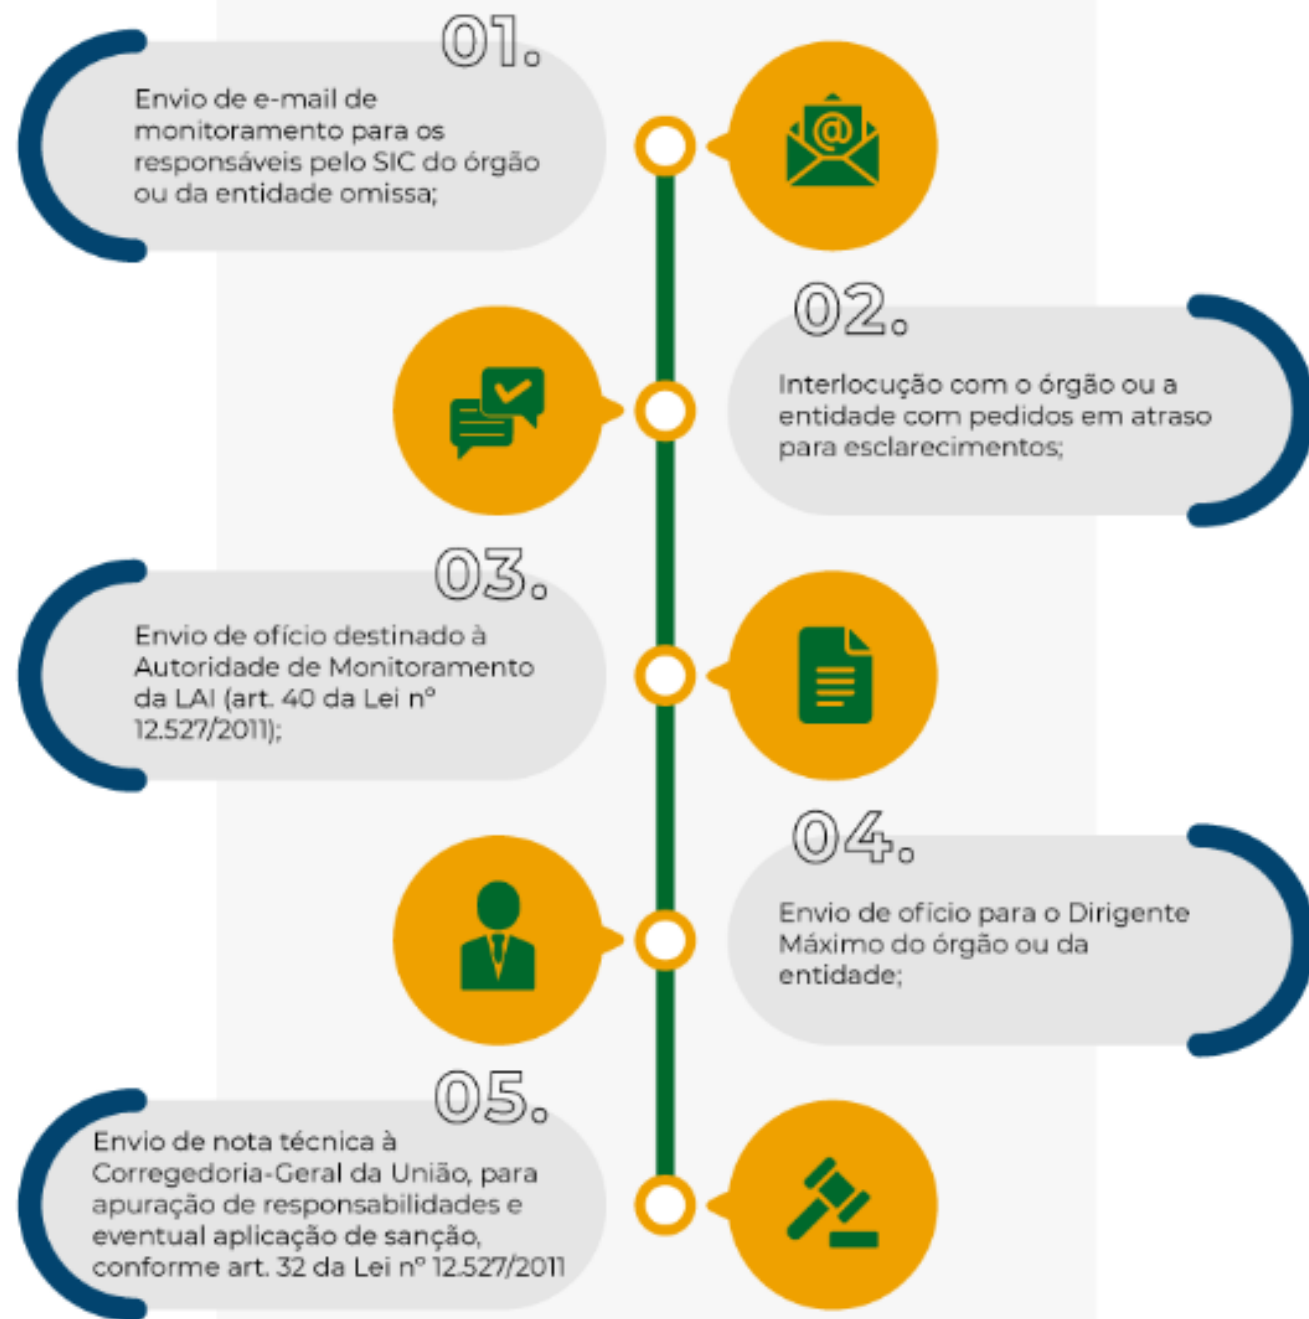 01.
Envio de e-mail de
monitoramento para os
responsáveis pelo SIC do órgão
ou da entidade omissa;
@
02.
Interlocução com o órgão ou a
entidade com pedidos em atraso
para esclarecimentos;
03.
Envio de ofício destinado à
Autoridade de Monitoramento
da LAI (art. 40 da Lei nº
12.527/2011);
04.
Envio de ofício para o Dirigente
Máximo do órgão ou da
entidade;
05.
Envio de nota técnica à
Corregedoria-Geral da União, para
apuração de responsabilidades e
eventual aplicação de sanção,
conforme art. 32 da Lei nº 12.527/2011